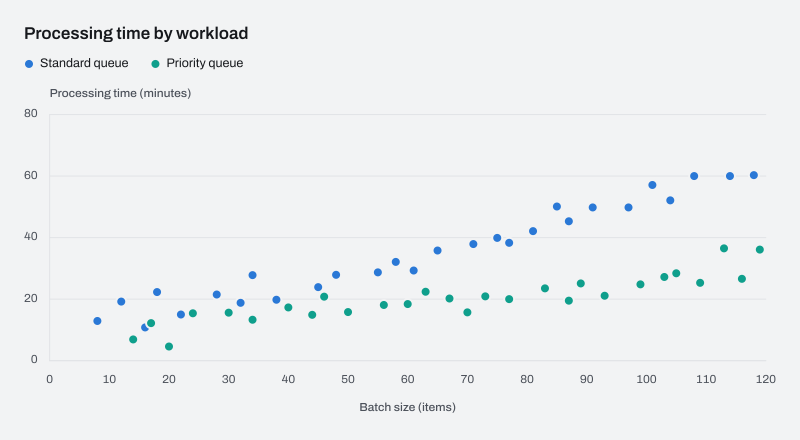 Processing time by workload
Standard queue Priority queue
Processing time (minutes)
80
60
40
20
0
0 10 20 30 40 50 60 70 80 90 100 110 120
Batch size (items)